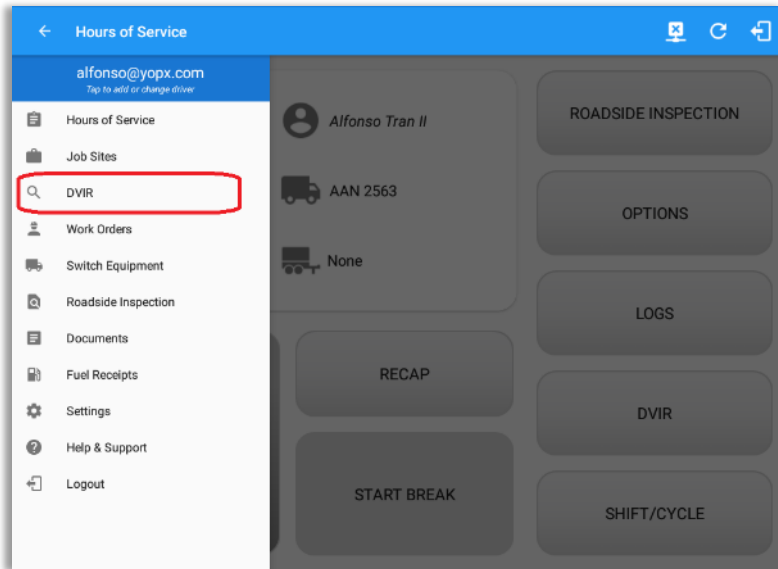 Hours of Service
alfonso@yopx.com
Tap to add or change driver
Hours of Service
Job Sites
DVIR
Work Orders
Switch Equipment
Roadside Inspection
Documents
Fuel Receipts
Settings
Help & Support
Logout
Alfonso Tran II
AAN 2563
None
RECAP
START BREAK
ROADSIDE INSPECTION
OPTIONS
LOGS
DVIR
SHIFT/CYCLE